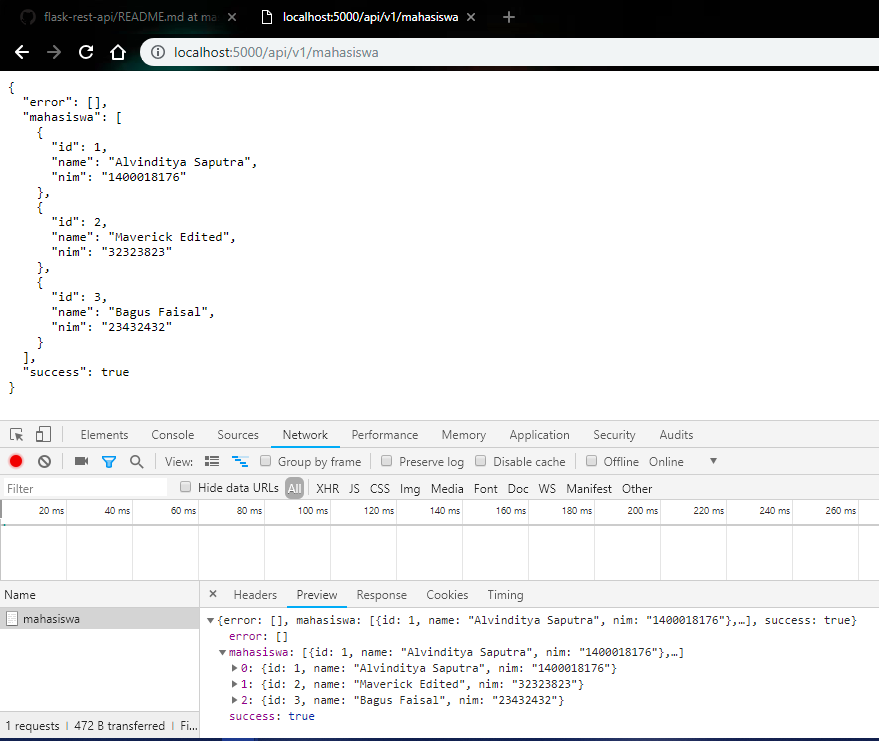 flask-rest-api/README.md at ma
localhost:5000/api/v1/mahasiswa
localhost:5000/api/v1/mahasiswa
{
  "error": [],
  "mahasiswa": [
    {
      "id": 1,
      "name": "Alvinditya Saputra",
      "nim": "1400018176"
    },
    {
      "id": 2,
      "name": "Maverick Edited",
      "nim": "32323823"
    },
    {
      "id": 3,
      "name": "Bagus Faisal",
      "nim": "23432432"
    }
  ],
  "success": true
}
Elements Console Sources Network Performance Memory Application Security Audits
View: Group by frame Preserve log Disable cache Offline Online
Filter Hide data URLs All XHR JS CSS Img Media Font Doc WS Manifest Other
20 ms 40 ms 60 ms 80 ms 100 ms 120 ms 140 ms 160 ms 180 ms 200 ms 220 ms 240 ms 260 ms
Name
mahasiswa
1 requests 472 B transferred Fi...
Headers Preview Response Cookies Timing
{error: [], mahasiswa: [{id: 1, name: "Alvinditya Saputra", nim: "1400018176"},…], success: true}
error: []
mahasiswa: [{id: 1, name: "Alvinditya Saputra", nim: "1400018176"},…]
0: {id: 1, name: "Alvinditya Saputra", nim: "1400018176"}
1: {id: 2, name: "Maverick Edited", nim: "32323823"}
2: {id: 3, name: "Bagus Faisal", nim: "23432432"}
success: true